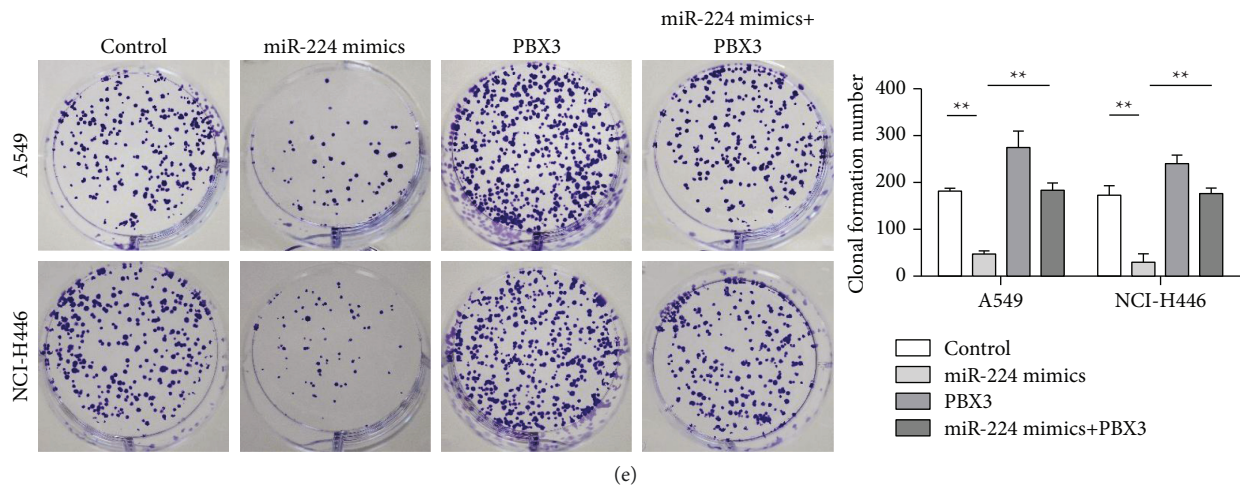 Control
miR-224 mimics
PBX3
miR-224 mimics+
PBX3
A549
NCI-H446
Clonal formation number
400
300
200
100
0
**
**
**
**
A549
NCI-H446
Control
miR-224 mimics
PBX3
miR-224 mimics+PBX3
(e)